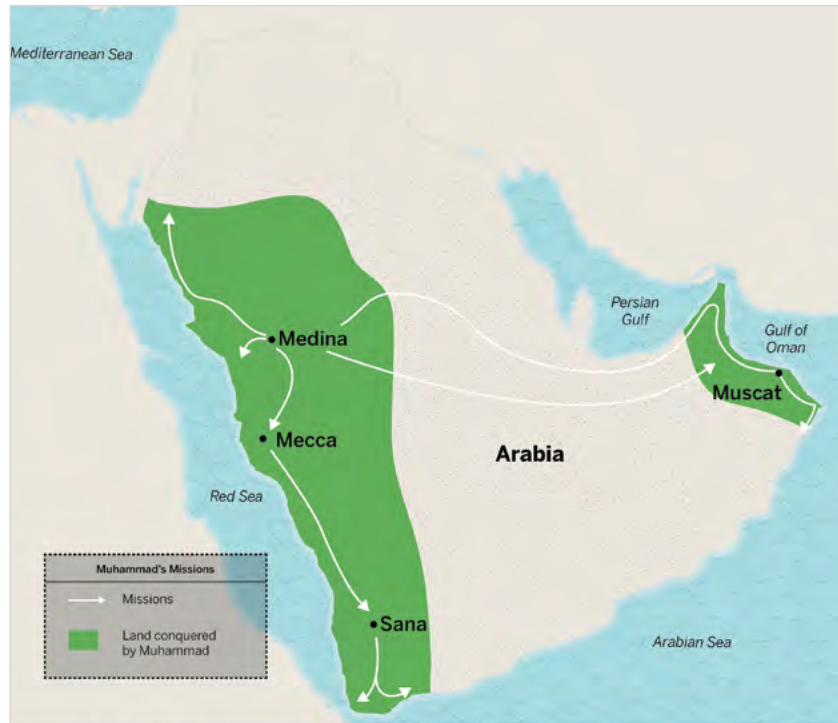 Mediterranean Sea
Persian
Gulf
Gulf of
Oman
Medina
Muscat
Mecca
Arabia
Red Sea
Muhammad's Missions
Missions
Land conquered
by Muhammad
Sana
Arabian Sea